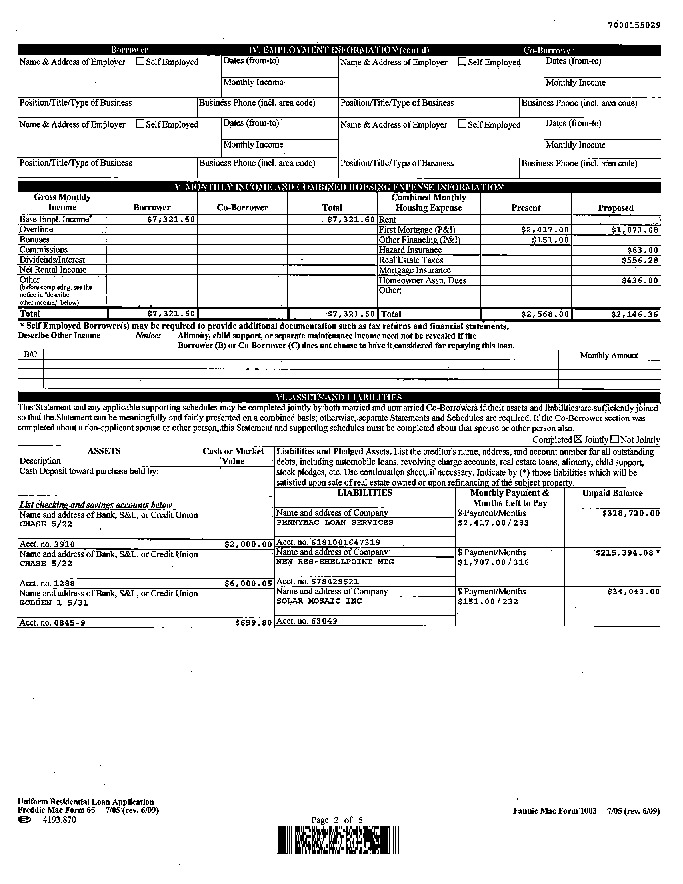 7000155029
Borrower IV. EMPLOYMENT INFORMATION (cont'd) Co-Borrower
Name & Address of Employer Self Employed Dates (from-to) Name & Address of Employer Self Employed Dates (from-to)
Monthly Income Monthly Income
Position/Title/Type of Business Business Phone (incl. area code) Position/Title/Type of Business Business Phone (incl. area code)
Name & Address of Employer Self Employed Dates (from-to) Name & Address of Employer Self Employed Dates (from-to)
Monthly Income Monthly Income
Position/Title/Type of Business Business Phone (incl. area code) Position/Title/Type of Business Business Phone (incl. area code)
V. MONTHLY INCOME AND COMBINED HOUSING EXPENSE INFORMATION
Gross Monthly Income Borrower Co-Borrower Total Combined Monthly Housing Expense Present Proposed
Base Empl. Income* $7,321.50 $7,321.50 Rent
Overtime First Mortgage (P&I) $2,417.00
Bonuses Other Financing (P&I) $151.00
Commissions Hazard Insurance $63.00
Dividends/Interest Real Estate Taxes $556.28
Net Rental Income Mortgage Insurance
Other Homeowner Assn. Dues
(before completing, see the Other:
notice in "describe
other income," below)
Total $7,321.50 $7,321.50 Total $2,568.00 $2,146.36
* Self Employed Borrower(s) may be required to provide additional documentation such as tax returns and financial statements.
Describe Other Income Notice: Alimony, child support, or separate maintenance income need not be revealed if the
Borrower (B) or Co-Borrower (C) does not choose to have it considered for repaying this loan.
B/C Monthly Amount
VI. ASSETS AND LIABILITIES
This Statement and any applicable supporting schedules may be completed jointly by both married and unmarried Co-Borrowers if their assets and liabilities are sufficiently joined
so that the Statement can be meaningfully and fairly presented on a combined basis; otherwise, separate Statements and Schedules are required. If the Co-Borrower section was
completed about a non-applicant spouse or other person, this Statement and supporting schedules must be completed about that spouse or other person also.
Completed Jointly Not Jointly
ASSETS Cash or Market Liabilities and Pledged Assets. List the creditor's name, address, and account number for all outstanding
Description Value debts, including automobile loans, revolving charge accounts, real estate loans, alimony, child support,
Cash Deposit toward purchase held by: stock pledges, etc. Use continuation sheet, if necessary. Indicate by (*) those liabilities which will be
satisfied upon sale of real estate owned or upon refinancing of the subject property.
LIABILITIES Monthly Payment & Months Left to Pay Unpaid Balance
List checking and savings accounts below
Name and address of Bank, S&L, or Credit Union Name and address of Company $ Payment/Months $318,730.00
CHASE 5/22 PENNYMAC LOAN SERVICES $2,417.00/232
Acct. no. 3910 $2,000.00 Acct. no. 6181001647319
Name and address of Bank, S&L, or Credit Union Name and address of Company $ Payment/Months $215,394.08 *
CHASE 5/22 NEW RES-SHELLPOINT MTG $1,707.00/316
Acct. no. 1288 $6,000.05 Acct. no. 578429521
Name and address of Bank, S&L, or Credit Union Name and address of Company $ Payment/Months $34,043.00
GOLDEN 1 5/31 SOLAR MOSAIC INC $151.00/232
Acct. no. 0845-9 $699.80 Acct. no. 63049
Uniform Residential Loan Application
Freddie Mac Form 65 7/05 (rev. 6/09) Fannie Mae Form 1003 7/05 (rev. 6/09)
4193.870 Page 2 of 5